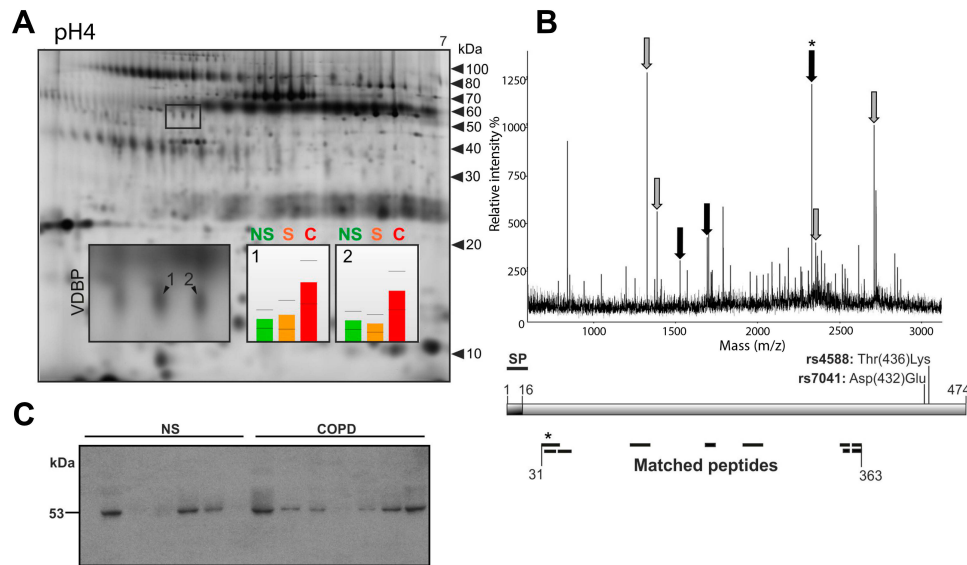 A
pH4
7
kDa
100
80
70
60
50
40
30
20
10
VDBP
1
2
NS S C
1
NS S C
2
B
*
Relative intensity %
1250
1000
750
500
250
0
1000 1500 2000 2500 3000
Mass (m/z)
SP
1 16
rs4588: Thr(436)Lys
rs7041: Asp(432)Glu
474
*
Matched peptides
31
363
C
NS COPD
kDa
53